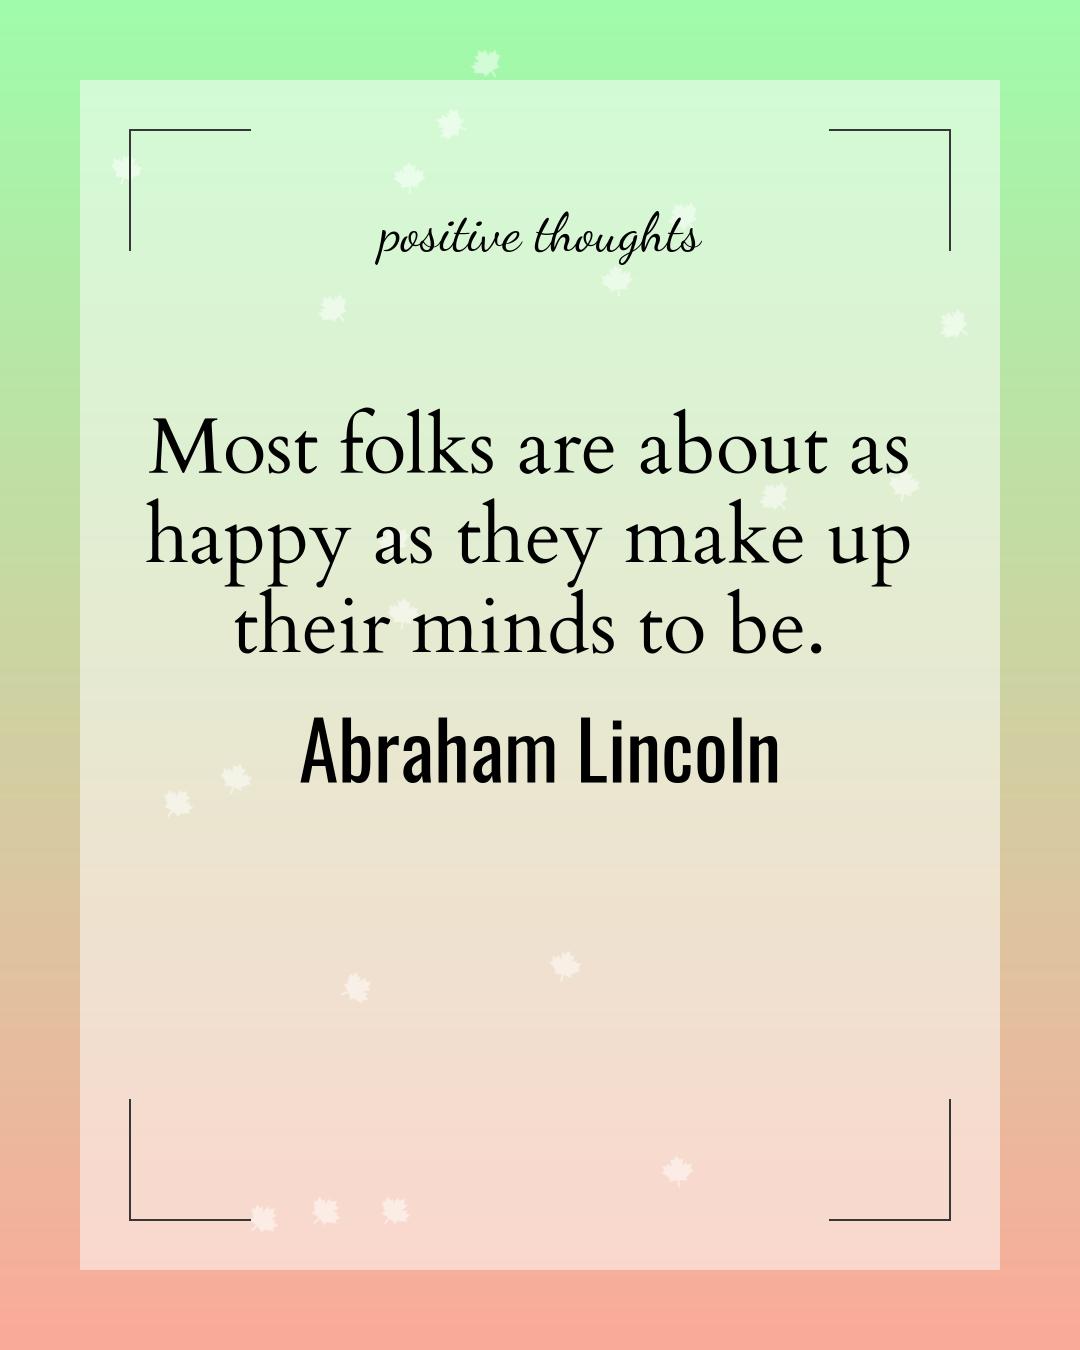 positive thoughts
Most folks are about as
happy as they make up
their minds to be.
Abraham Lincoln